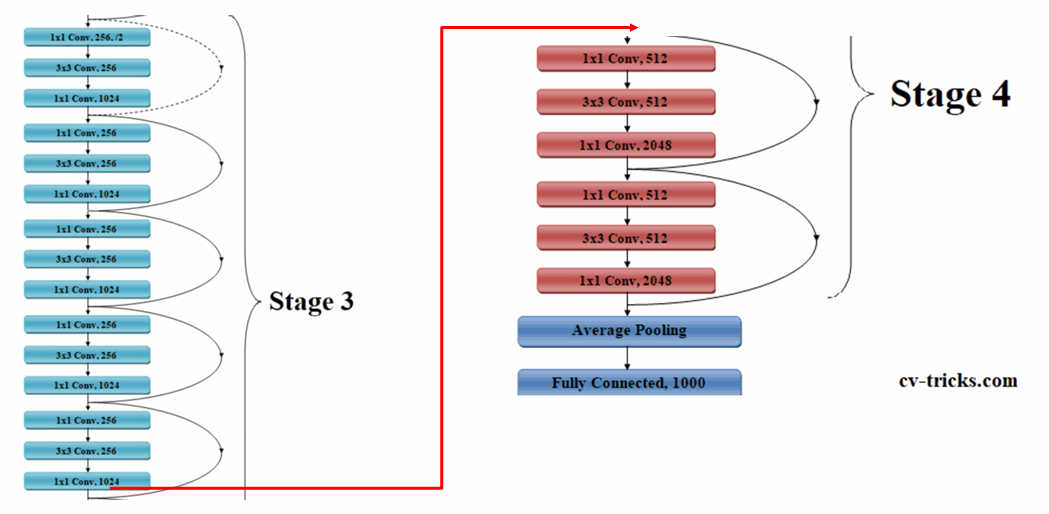 1x1 Conv, 256, /2
3x3 Conv, 256
1x1 Conv, 1024
1x1 Conv, 256
3x3 Conv, 256
1x1 Conv, 1024
1x1 Conv, 256
3x3 Conv, 256
1x1 Conv, 1024
1x1 Conv, 256
3x3 Conv, 256
1x1 Conv, 1024
1x1 Conv, 256
3x3 Conv, 256
1x1 Conv, 1024
Stage 3
1x1 Conv, 512
3x3 Conv, 512
1x1 Conv, 2048
1x1 Conv, 512
3x3 Conv, 512
1x1 Conv, 2048
Average Pooling
Fully Connected, 1000
Stage 4
cv-tricks.com